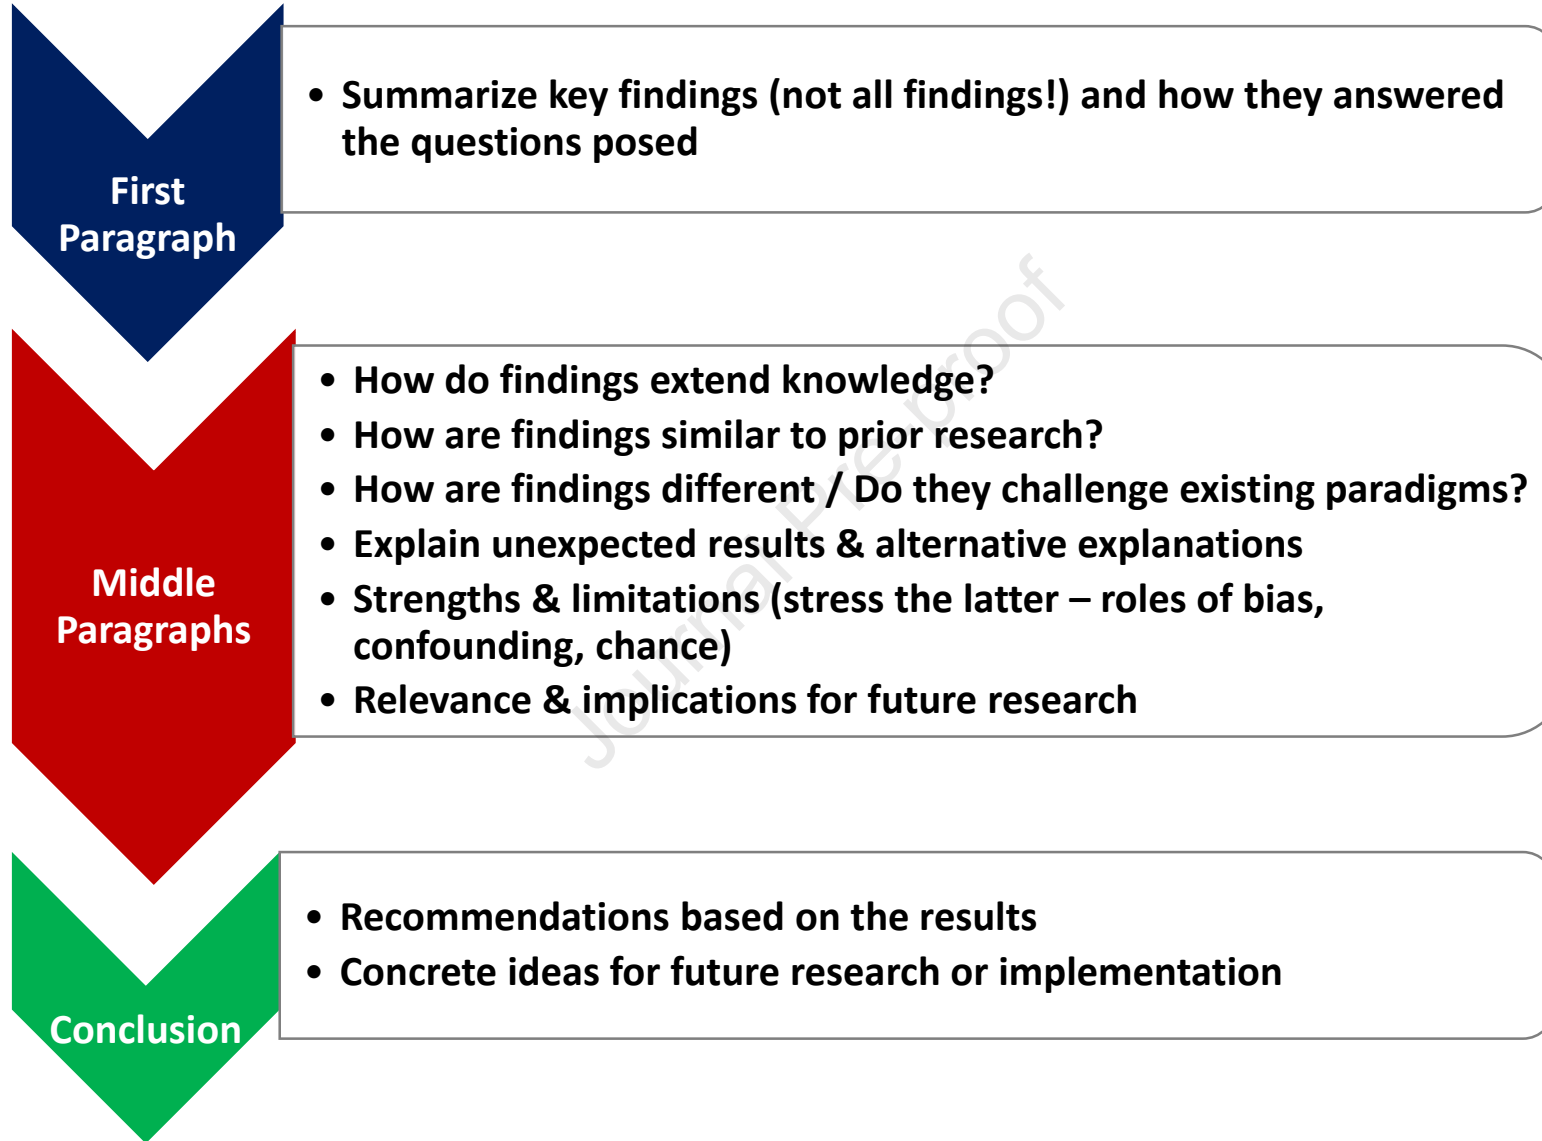 First
Paragraph
• Summarize key findings (not all findings!) and how they answered
the questions posed
Middle
Paragraphs
• How do findings extend knowledge?
• How are findings similar to prior research?
• How are findings different / Do they challenge existing paradigms?
• Explain unexpected results & alternative explanations
• Strengths & limitations (stress the latter – roles of bias,
confounding, chance)
• Relevance & implications for future research
Journal Pre-proof
Conclusion
• Recommendations based on the results
• Concrete ideas for future research or implementation